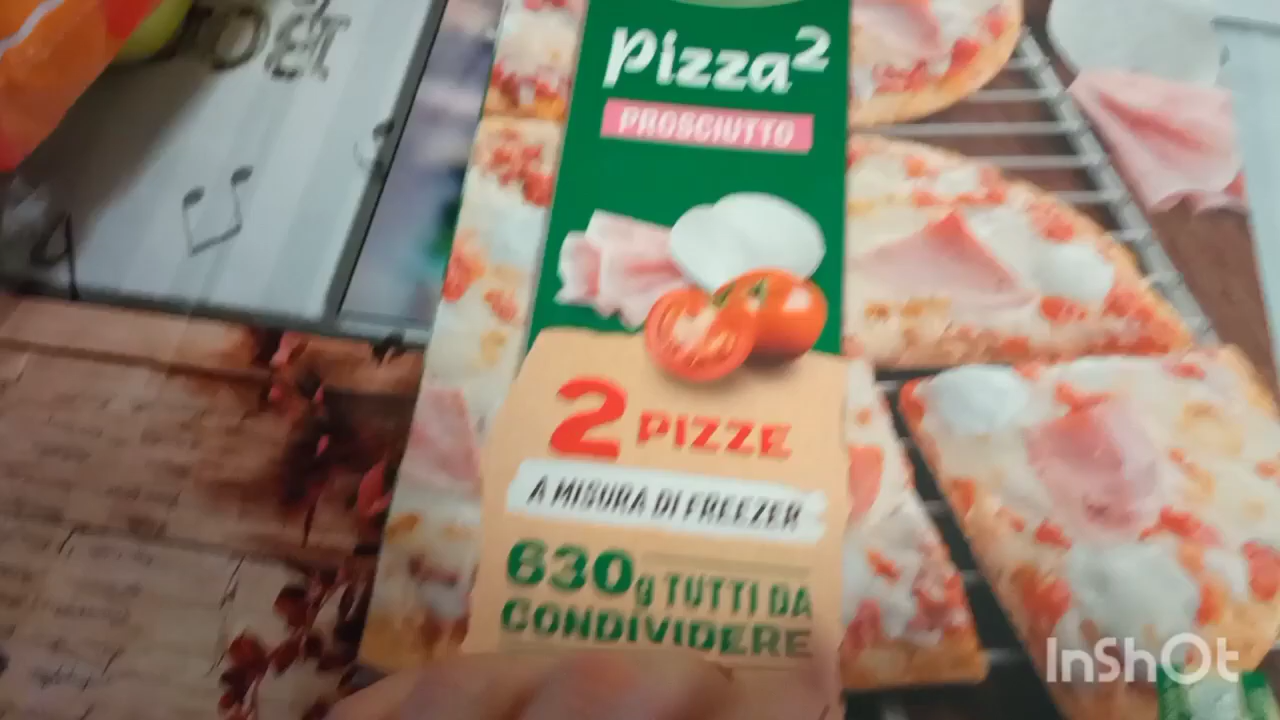 Pizza²
PROSCIUTTO
2 PIZZE
A MISURA DI FREEZER
630g TUTTI DA
CONDIVIDERE
InShOt